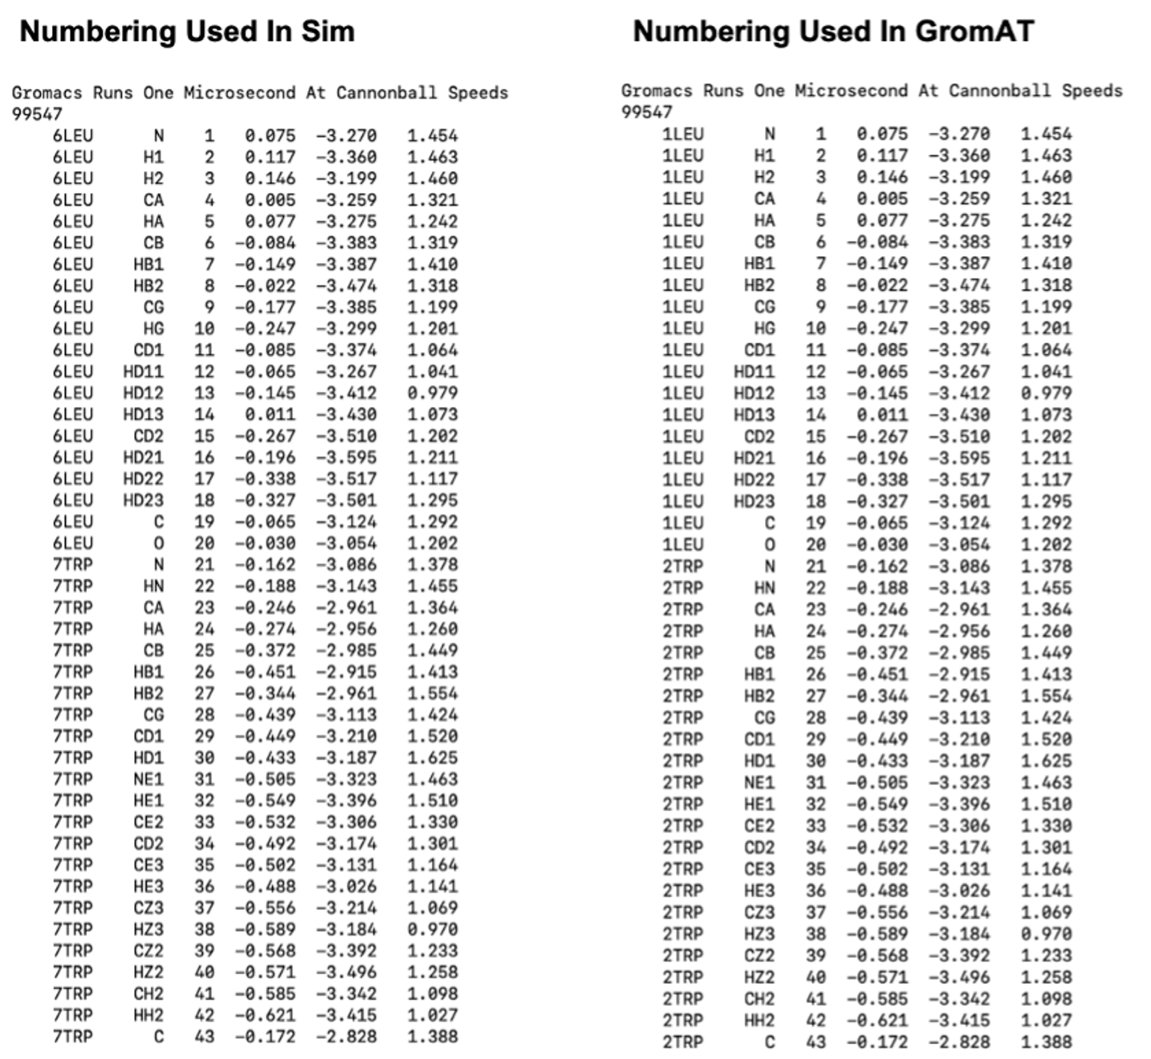 Numbering Used In Sim
Gromacs Runs One Microsecond At Cannonball Speeds
99547
6LEU N 1 0.075 -3.270 1.454
6LEU H1 2 0.117 -3.360 1.463
6LEU H2 3 0.146 -3.199 1.460
6LEU CA 4 0.005 -3.259 1.321
6LEU HA 5 0.077 -3.275 1.242
6LEU CB 6 -0.084 -3.383 1.319
6LEU HB1 7 -0.149 -3.387 1.410
6LEU HB2 8 -0.022 -3.474 1.318
6LEU CG 9 -0.177 -3.385 1.199
6LEU HG 10 -0.247 -3.299 1.201
6LEU CD1 11 -0.085 -3.374 1.064
6LEU HD11 12 -0.065 -3.267 1.041
6LEU HD12 13 -0.145 -3.412 0.979
6LEU HD13 14 0.011 -3.430 1.073
6LEU CD2 15 -0.267 -3.510 1.202
6LEU HD21 16 -0.196 -3.595 1.211
6LEU HD22 17 -0.338 -3.517 1.117
6LEU HD23 18 -0.327 -3.501 1.295
6LEU C 19 -0.065 -3.124 1.292
6LEU O 20 -0.030 -3.054 1.202
7TRP N 21 -0.162 -3.086 1.378
7TRP HN 22 -0.188 -3.143 1.455
7TRP CA 23 -0.246 -2.961 1.364
7TRP HA 24 -0.274 -2.956 1.260
7TRP CB 25 -0.372 -2.985 1.449
7TRP HB1 26 -0.451 -2.915 1.413
7TRP HB2 27 -0.344 -2.961 1.554
7TRP CG 28 -0.439 -3.113 1.424
7TRP CD1 29 -0.449 -3.210 1.520
7TRP HD1 30 -0.433 -3.187 1.625
7TRP NE1 31 -0.505 -3.323 1.463
7TRP HE1 32 -0.549 -3.396 1.510
7TRP CE2 33 -0.532 -3.306 1.330
7TRP CD2 34 -0.492 -3.174 1.301
7TRP CE3 35 -0.502 -3.131 1.164
7TRP HE3 36 -0.488 -3.026 1.141
7TRP CZ3 37 -0.556 -3.214 1.069
7TRP HZ3 38 -0.589 -3.184 0.970
7TRP CZ2 39 -0.568 -3.392 1.233
7TRP HZ2 40 -0.571 -3.496 1.258
7TRP CH2 41 -0.585 -3.342 1.098
7TRP HH2 42 -0.621 -3.415 1.027
7TRP C 43 -0.172 -2.828 1.388
Numbering Used In GromAT
Gromacs Runs One Microsecond At Cannonball Speeds
99547
1LEU N 1 0.075 -3.270 1.454
1LEU H1 2 0.117 -3.360 1.463
1LEU H2 3 0.146 -3.199 1.460
1LEU CA 4 0.005 -3.259 1.321
1LEU HA 5 0.077 -3.275 1.242
1LEU CB 6 -0.084 -3.383 1.319
1LEU HB1 7 -0.149 -3.387 1.410
1LEU HB2 8 -0.022 -3.474 1.318
1LEU CG 9 -0.177 -3.385 1.199
1LEU HG 10 -0.247 -3.299 1.201
1LEU CD1 11 -0.085 -3.374 1.064
1LEU HD11 12 -0.065 -3.267 1.041
1LEU HD12 13 -0.145 -3.412 0.979
1LEU HD13 14 0.011 -3.430 1.073
1LEU CD2 15 -0.267 -3.510 1.202
1LEU HD21 16 -0.196 -3.595 1.211
1LEU HD22 17 -0.338 -3.517 1.117
1LEU HD23 18 -0.327 -3.501 1.295
1LEU C 19 -0.065 -3.124 1.292
1LEU O 20 -0.030 -3.054 1.202
2TRP N 21 -0.162 -3.086 1.378
2TRP HN 22 -0.188 -3.143 1.455
2TRP CA 23 -0.246 -2.961 1.364
2TRP HA 24 -0.274 -2.956 1.260
2TRP CB 25 -0.372 -2.985 1.449
2TRP HB1 26 -0.451 -2.915 1.413
2TRP HB2 27 -0.344 -2.961 1.554
2TRP CG 28 -0.439 -3.113 1.424
2TRP CD1 29 -0.449 -3.210 1.520
2TRP HD1 30 -0.433 -3.187 1.625
2TRP NE1 31 -0.505 -3.323 1.463
2TRP HE1 32 -0.549 -3.396 1.510
2TRP CE2 33 -0.532 -3.306 1.330
2TRP CD2 34 -0.492 -3.174 1.301
2TRP CE3 35 -0.502 -3.131 1.164
2TRP HE3 36 -0.488 -3.026 1.141
2TRP CZ3 37 -0.556 -3.214 1.069
2TRP HZ3 38 -0.589 -3.184 0.970
2TRP CZ2 39 -0.568 -3.392 1.233
2TRP HZ2 40 -0.571 -3.496 1.258
2TRP CH2 41 -0.585 -3.342 1.098
2TRP HH2 42 -0.621 -3.415 1.027
2TRP C 43 -0.172 -2.828 1.388